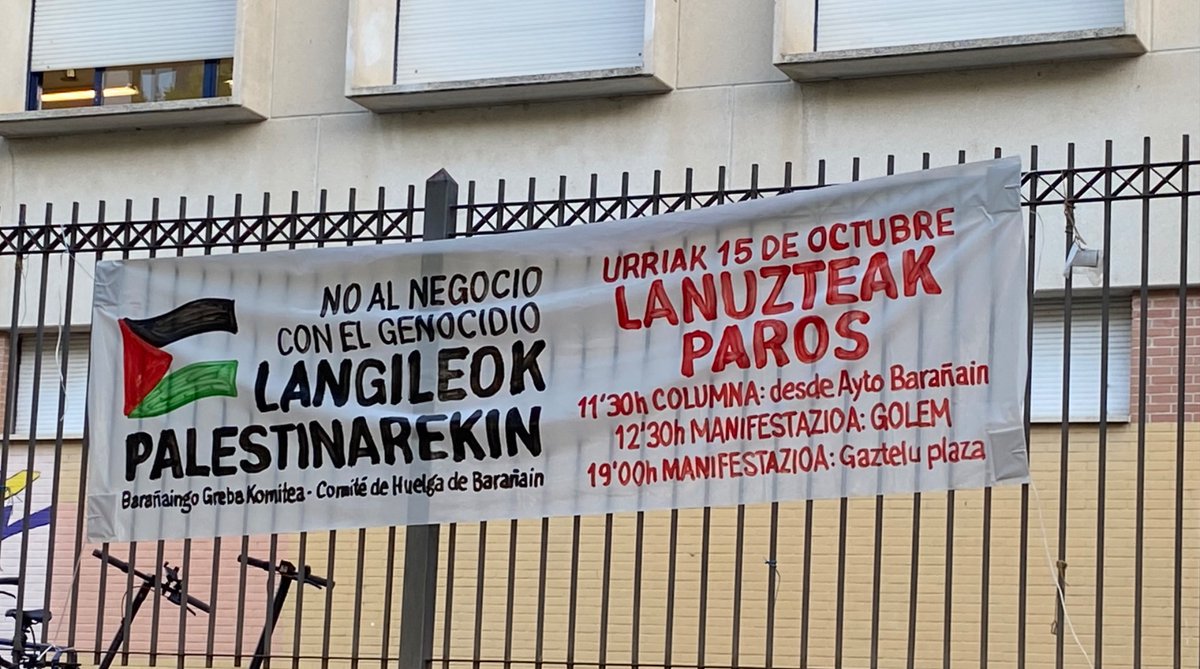 NO AL NEGOCIO
CON EL GENOCIDIO
LANGILEOK
PALESTINAREKIN
Barañaingo Greba Komitea - Comité de Huelga de Barañain
URRIAK 15 DE OCTUBRE
LANUZTEAK
PAROS
11'30h COLUMNA: desde Ayto Barañain
12'30h MANIFESTAZIOA: GOLEM
19'00h MANIFESTAZIOA: Gaztelu plaza